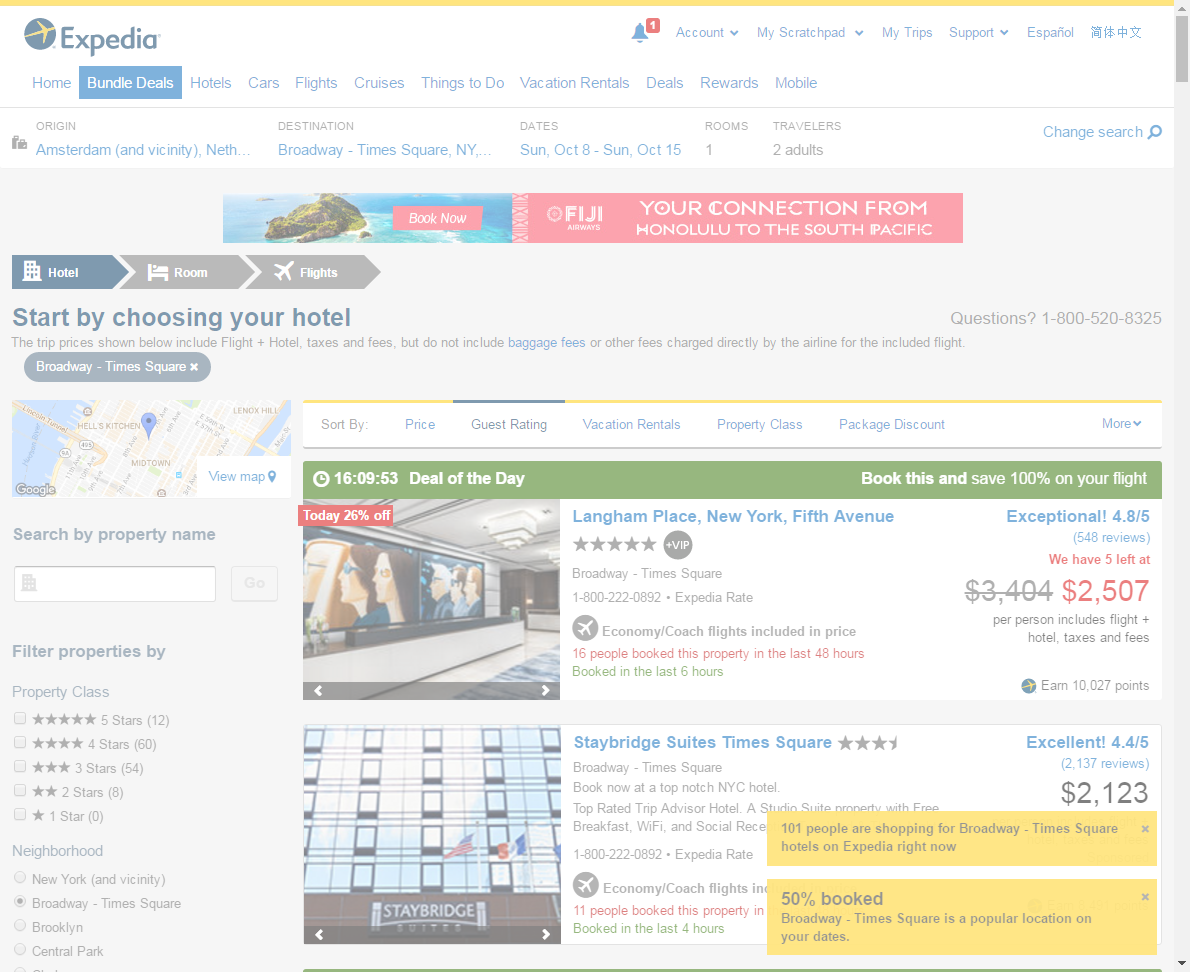 Expedia
1
Account
My Scratchpad
My Trips
Support
Español
简体中文
Home
Bundle Deals
Hotels
Cars
Flights
Cruises
Things to Do
Vacation Rentals
Deals
Rewards
Mobile
ORIGIN
Amsterdam (and vicinity), Neth...
DESTINATION
Broadway - Times Square, NY,...
DATES
Sun, Oct 8 - Sun, Oct 15
ROOMS
1
TRAVELERS
2 adults
Change search
Book Now
FIJI
AIRWAYS
YOUR CONNECTION FROM
HONOLULU TO THE SOUTH PACIFIC
Hotel
Room
Flights
Start by choosing your hotel
Questions? 1-800-520-8325
The trip prices shown below include Flight + Hotel, taxes and fees, but do not include baggage fees or other fees charged directly by the airline for the included flight.
Broadway - Times Square ×
LENOX HILL
Lincoln Tunnel
HELL'S KITCHEN
495
9A
MIDTOWN
Google
View map
Sort By:
Price
Guest Rating
Vacation Rentals
Property Class
Package Discount
More
Search by property name
Go
Filter properties by
Property Class
5 Stars (12)
4 Stars (60)
3 Stars (54)
2 Stars (8)
1 Star (0)
Neighborhood
New York (and vicinity)
Broadway - Times Square
Brooklyn
Central Park
16:09:53 Deal of the Day
Book this and save 100% on your flight
Today 26% off
Langham Place, New York, Fifth Avenue
+VIP
Broadway - Times Square
1-800-222-0892 • Expedia Rate
Economy/Coach flights included in price
16 people booked this property in the last 48 hours
Booked in the last 6 hours
Exceptional! 4.8/5
(548 reviews)
We have 5 left at
$3,404 $2,507
per person includes flight +
hotel, taxes and fees
Earn 10,027 points
STAYBRIDGE
SUITES
Staybridge Suites Times Square
Broadway - Times Square
Book now at a top notch NYC hotel.
Top Rated Trip Advisor Hotel. A Studio Suite property with Free
Breakfast, WiFi, and Social
1-800-222-0892 • Expedia Rate
Economy/Coach flights
11 people booked this property in
Booked in the last 4 hours
Excellent! 4.4/5
(2,137 reviews)
$2,123
101 people are shopping for Broadway - Times Square
hotels on Expedia right now
×
50% booked
Broadway - Times Square is a popular location on
your dates.
×